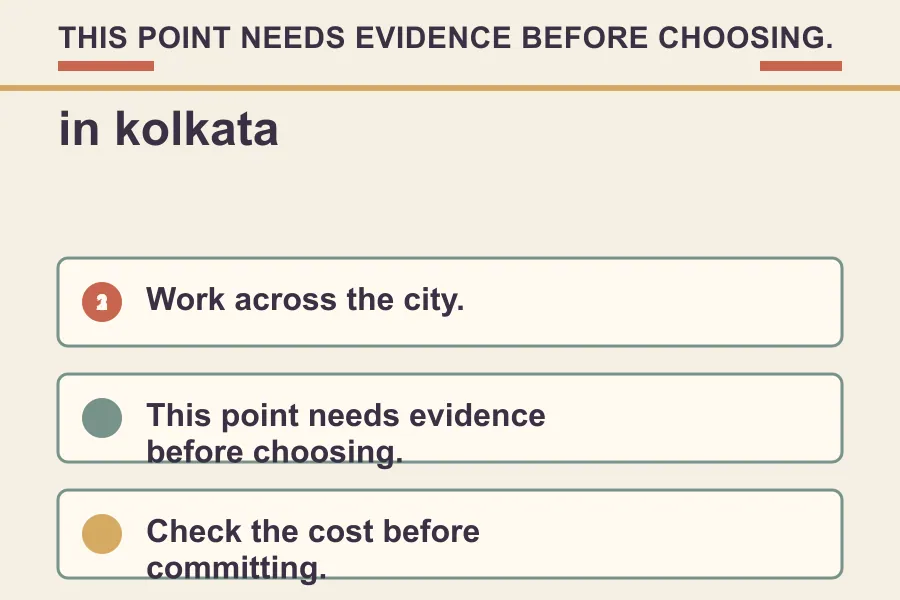 THIS POINT NEEDS EVIDENCE BEFORE CHOOSING.
in kolkata
Work across the city.
This point needs evidence
before choosing.
Check the cost before
committing.